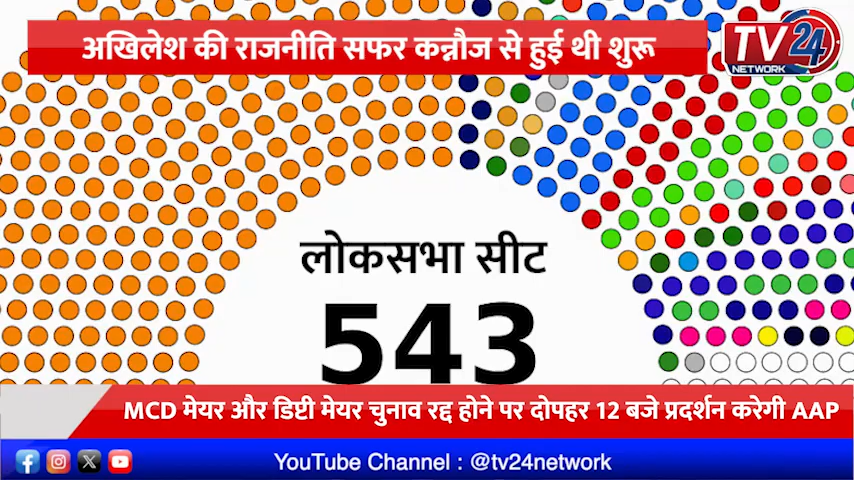 अखिलेश की राजनीति सफर कन्नौज से हुई थी शुरू
TV24
NETWORK
लोकसभा सीट
543
MCD मेयर और डिप्टी मेयर चुनाव रद्द होने पर दोपहर 12 बजे प्रदर्शन करेगी AAP
YouTube Channel : @tv24network